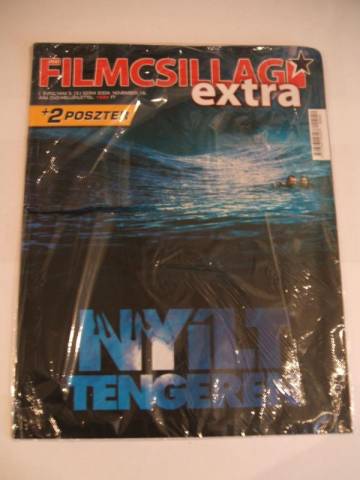 FILMCSILLAG
extra
+2 POSZTER
NYÍLT
TENGEREN